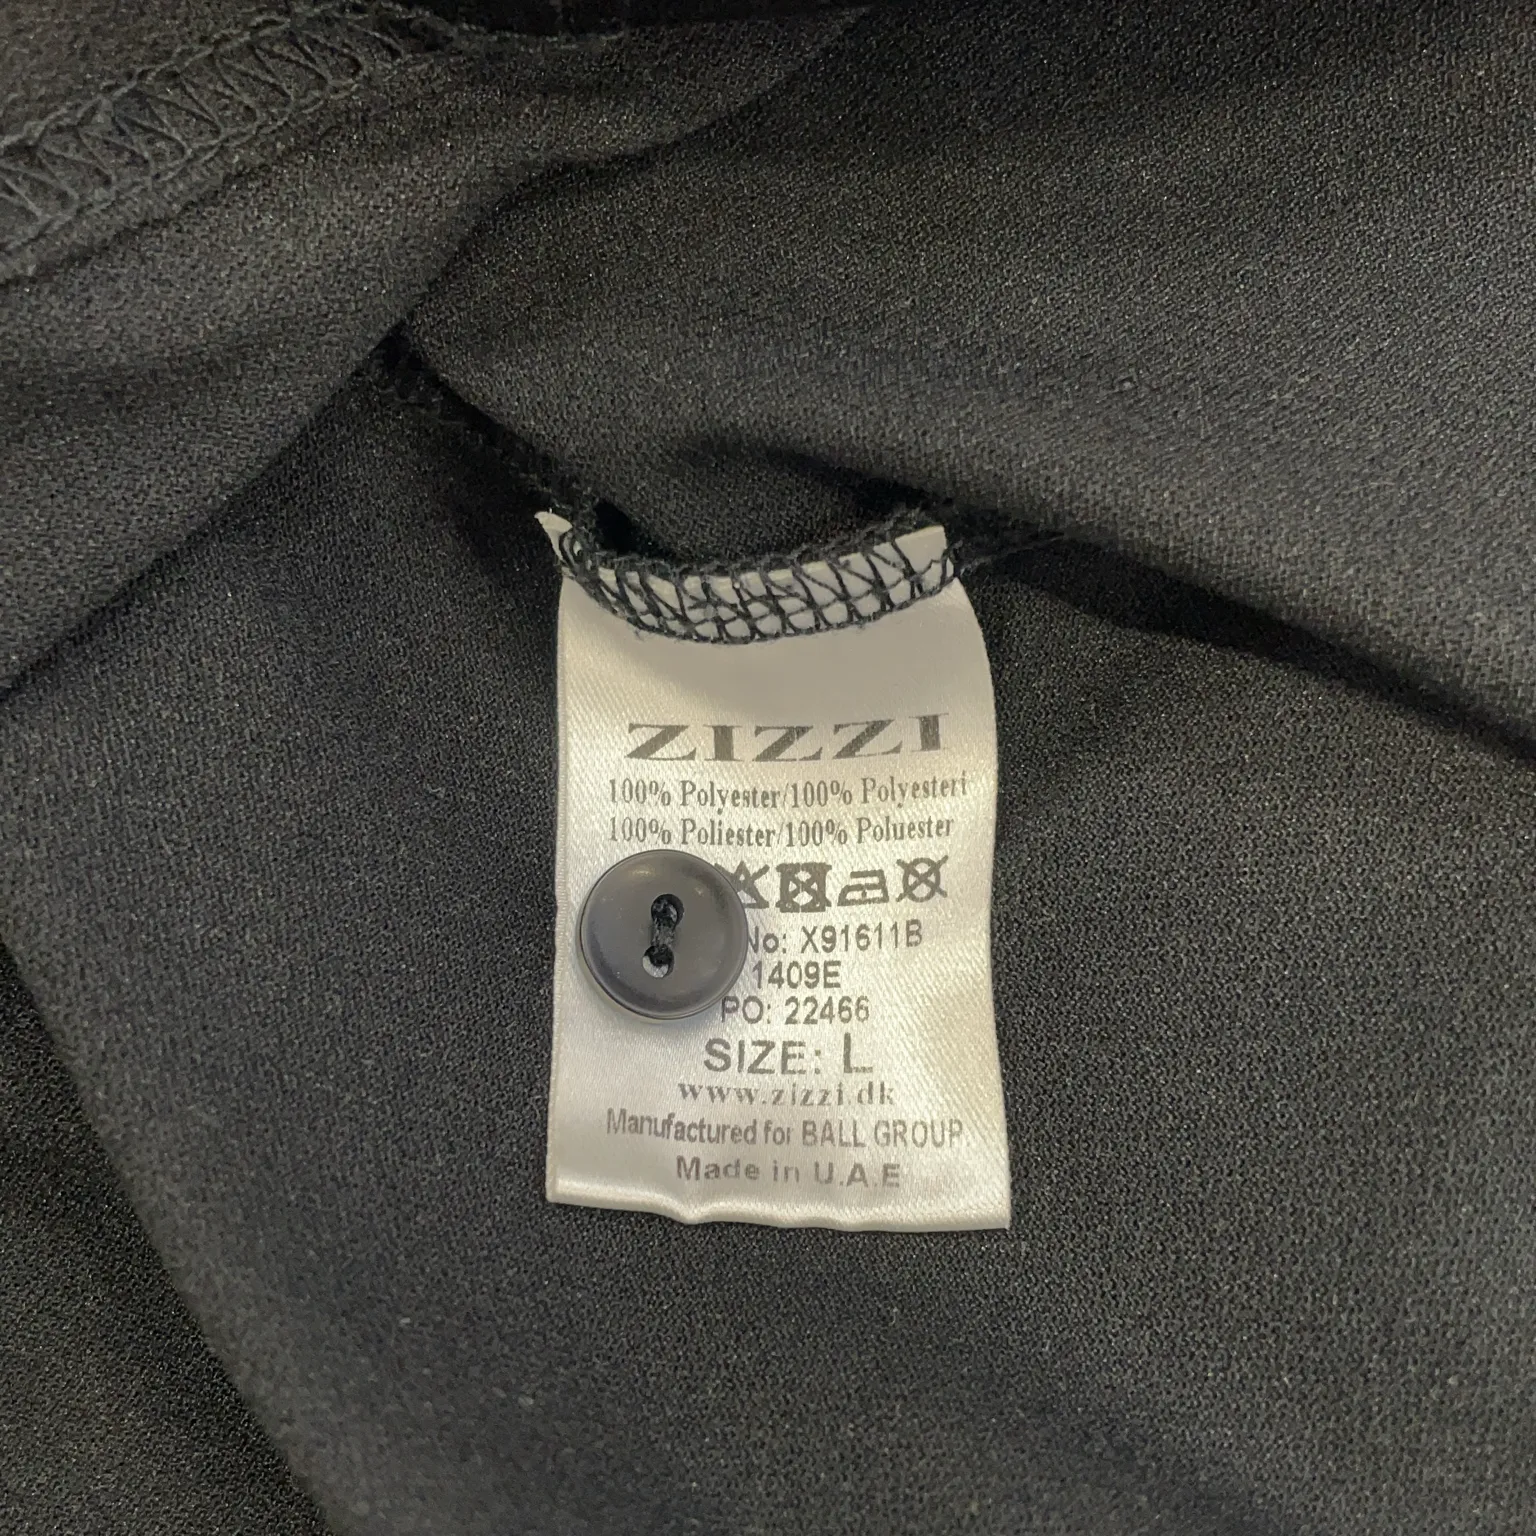 ZIZZI
100% Polyester/100% Polyesteri
100% Poliester/100% Poluester
No: X91611B
1409E
PO: 22466
SIZE: L
www.zizzi.dk
Manufactured for BALL GROUP
Made in U.A.E